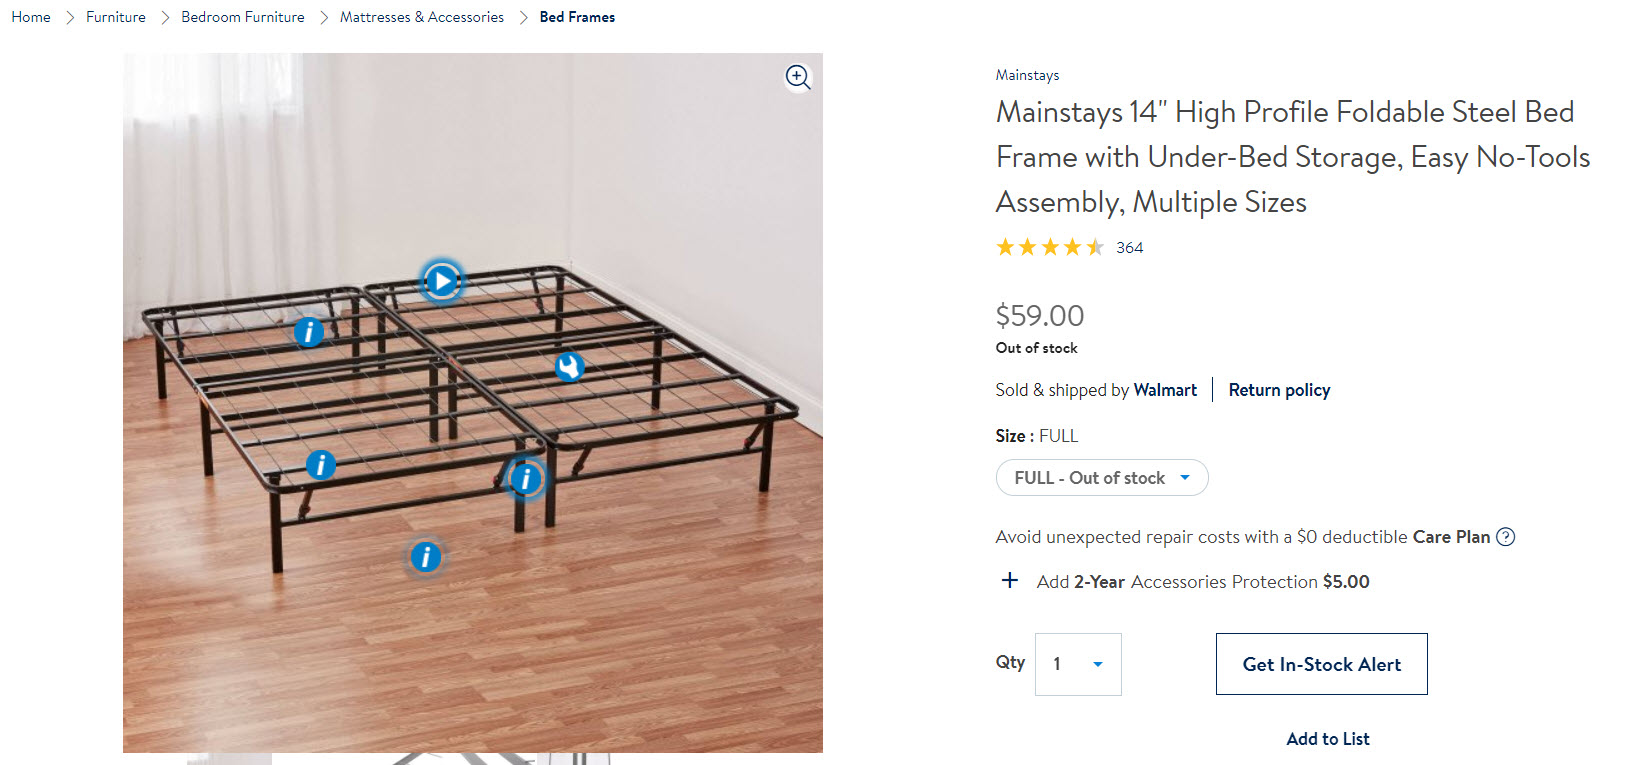 Home > Furniture > Bedroom Furniture > Mattresses & Accessories > Bed Frames
Mainstays
Mainstays 14" High Profile Foldable Steel Bed
Frame with Under-Bed Storage, Easy No-Tools
Assembly, Multiple Sizes
364
$59.00
Out of stock
Sold & shipped by Walmart | Return policy
Size : FULL
FULL - Out of stock
Avoid unexpected repair costs with a $0 deductible Care Plan ?
+ Add 2-Year Accessories Protection $5.00
Qty 1 Get In-Stock Alert
Add to List
i
i
i
i